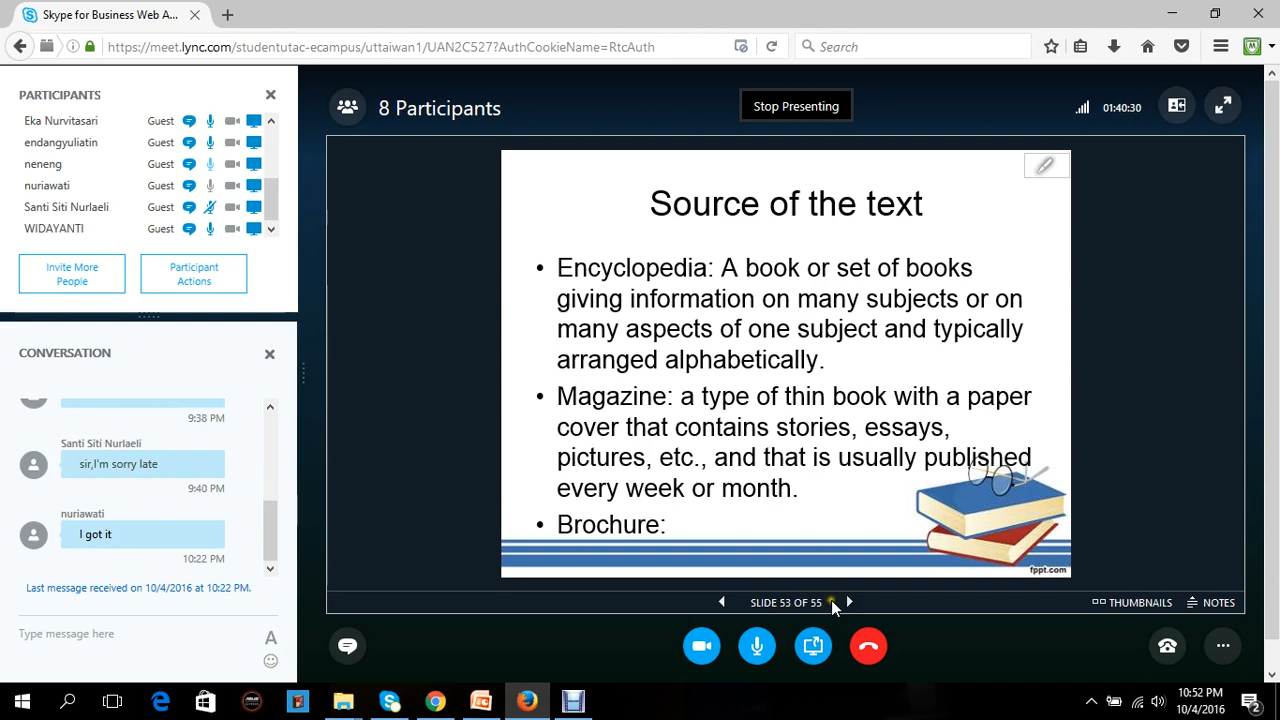 Skype for Business Web A...
https://meet.lync.com/studentutac-ecampus/uttaiwan1/UAN2C527?AuthCookieName=RtcAuth
Search
PARTICIPANTS
Eka Nurvitasari Guest
endangyuliatin Guest
neneng Guest
nuriawati Guest
Santi Siti Nurlaeli Guest
WIDAYANTI Guest
Invite More
People
Participant
Actions
CONVERSATION
9:38 PM
Santi Siti Nurlaeli
sir,I'm sorry late
9:40 PM
nuriawati
I got it
10:22 PM
Last message received on 10/4/2016 at 10:22 PM.
Type message here
A
8 Participants
Stop Presenting
01:40:30
Source of the text
• Encyclopedia: A book or set of books
giving information on many subjects or on
many aspects of one subject and typically
arranged alphabetically.
• Magazine: a type of thin book with a paper
cover that contains stories, essays,
pictures, etc., and that is usually published
every week or month.
• Brochure:
fppt.com
SLIDE 53 OF 55
THUMBNAILS
NOTES
10:52 PM
10/4/2016
2